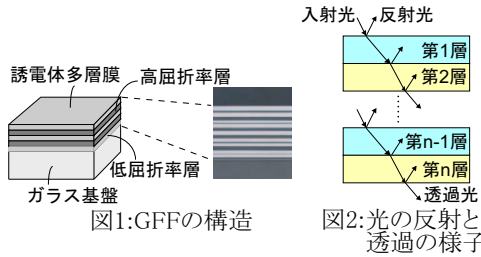 誘電体多層膜
高屈折率層
低屈折率層
ガラス基盤
図1:GFFの構造
入射光
反射光
第1層
第2層
第n-1層
第n層
透過光
図2:光の反射と
透過の様子